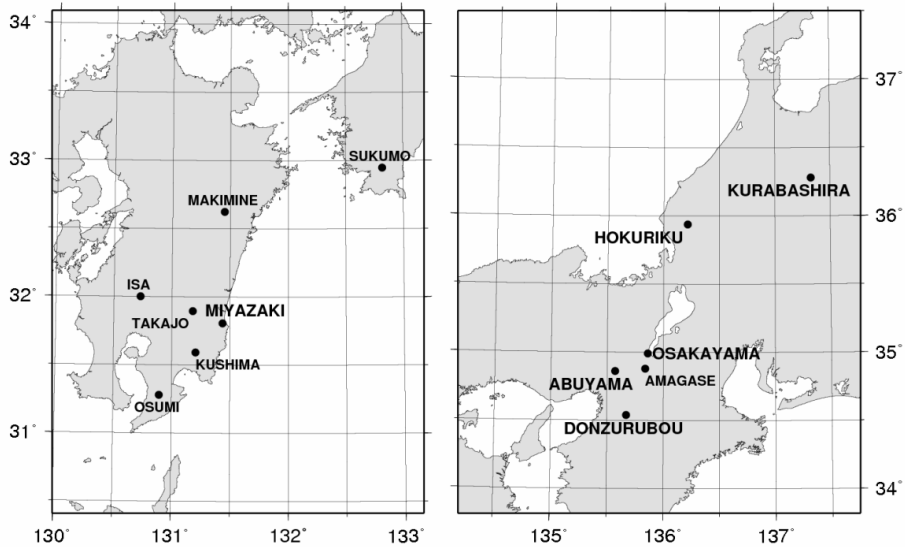 34°
33°
32°
31°
130°
131°
132°
133°
SUKUMO
MAKIMINE
ISA
MIYAZAKI
TAKAJO
KUSHIMA
OSUMI
37°
36°
35°
34°
135°
136°
137°
KURABASHIRA
HOKURIKU
OSAKAYAMA
ABUYAMA
AMAGASE
DONZURUBOU